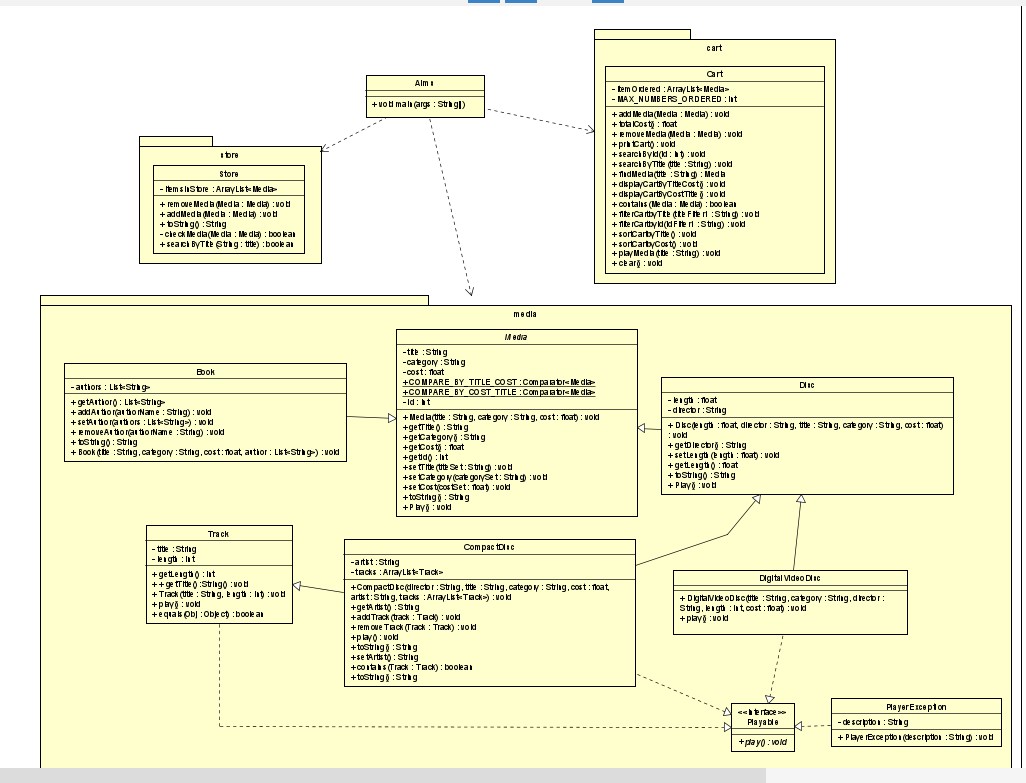 cart
Cart
- itemOrdered : ArrayList<Media>
- MAX_NUMBERS_ORDERED : int
+ addMedia(Media : Media) : void
+ totalCost() : float
+ removeMedia(Media : Media) : void
+ printCart() : void
+ searchById(id : int) : void
+ searchByTitle(title : String) : void
+ findMedia(title : String) : Media
+ displayCartByTitleCost() : void
+ displayCartByCostTitle() : void
+ contains(Media : Media) : boolean
+ filterCartbyTitle(titleFilter : String) : void
+ filterCartbyId(idFilter : String) : void
+ sortCartbyTitle() : void
+ sortCartbyCost() : void
+ playMedia(title : String) : void
+ clear() : void
Aims
+ void main(args : String[])
store
Store
- itemsInStore : ArrayList<Media>
+ removeMedia(Media : Media) : void
+ addMedia(Media : Media) : void
+ toString() : String
- checkMedia(Media : Media) : boolean
+ searchByTitle(String : title) : boolean
media
Media
- title : String
- category : String
- cost : float
+ COMPARE_BY_TITLE_COST : Comparator<Media>
+ COMPARE_BY_COST_TITLE : Comparator<Media>
- id : int
+ Media(title : String, category : String, cost : float) : void
+ getTitle() : String
+ getCategory() : String
+ getCost() : float
+ getId() : int
+ setTitle(titleSet : String) : void
+ setCategory(categorySet : String) : void
+ setCost(costSet : float) : void
+ toString() : String
+ Play() : void
Book
- authors : List<String>
+ getAuthor() : List<String>
+ addAuthor(authorName : String) : void
+ setAuthor(authors : List<String>) : void
+ removeAuthor(authorName : String) : void
+ toString() : String
+ Book(title : String, category : String, cost : float, author : List<String>) : void
Disc
- length : float
- director : String
+ Disc(length : float, director : String, title : String, category : String, cost : float)
: void
+ getDirector() : String
+ setLength(length : float) : void
+ getLength() : float
+ toString() : String
+ Play() : void
Track
- title : String
- length : int
+ getLength() : int
+ + getTitle() : String() : void
+ Track(title : String, length : int) : void
+ play() : void
+ equals(Obj : Object) : boolean
CompactDisc
- artist : String
- tracks : ArrayList<Track>
+ CompactDisc(director : String, title : String, category : String, cost : float,
artist : String, tracks : ArrayList<Track>) : void
+ getArtist() : String
+ addTrack(track : Track) : void
+ removeTrack(Track : Track) : void
+ play() : void
+ toString() : String
+ setArtist() : String
+ contains(Track : Track) : boolean
+ toString() : String
DigitalVideoDisc
+ DigitalVideoDisc(title : String, category : String, director :
String, length : int, cost : float) : void
+ play() : void
<<interface>>
Playable
+ play() : void
PlayerException
- description : String
+ PlayerException(description : String) : void